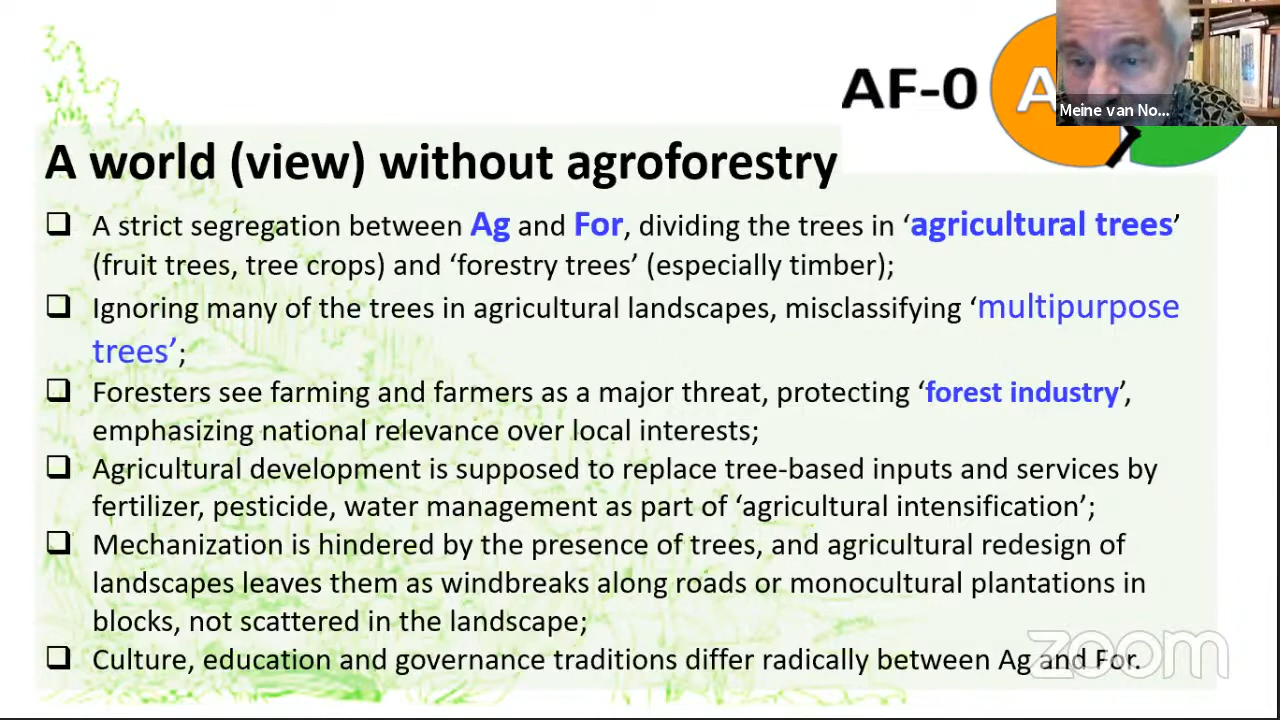 AF-0
A
Meine van No...
A world (view) without agroforestry
❑ A strict segregation between Ag and For, dividing the trees in ‘agricultural trees’
(fruit trees, tree crops) and ‘forestry trees’ (especially timber);
❑ Ignoring many of the trees in agricultural landscapes, misclassifying ‘multipurpose
trees’;
❑ Foresters see farming and farmers as a major threat, protecting ‘forest industry’,
emphasizing national relevance over local interests;
❑ Agricultural development is supposed to replace tree-based inputs and services by
fertilizer, pesticide, water management as part of ‘agricultural intensification’;
❑ Mechanization is hindered by the presence of trees, and agricultural redesign of
landscapes leaves them as windbreaks along roads or monocultural plantations in
blocks, not scattered in the landscape;
❑ Culture, education and governance traditions differ radically between Ag and For.
zoom